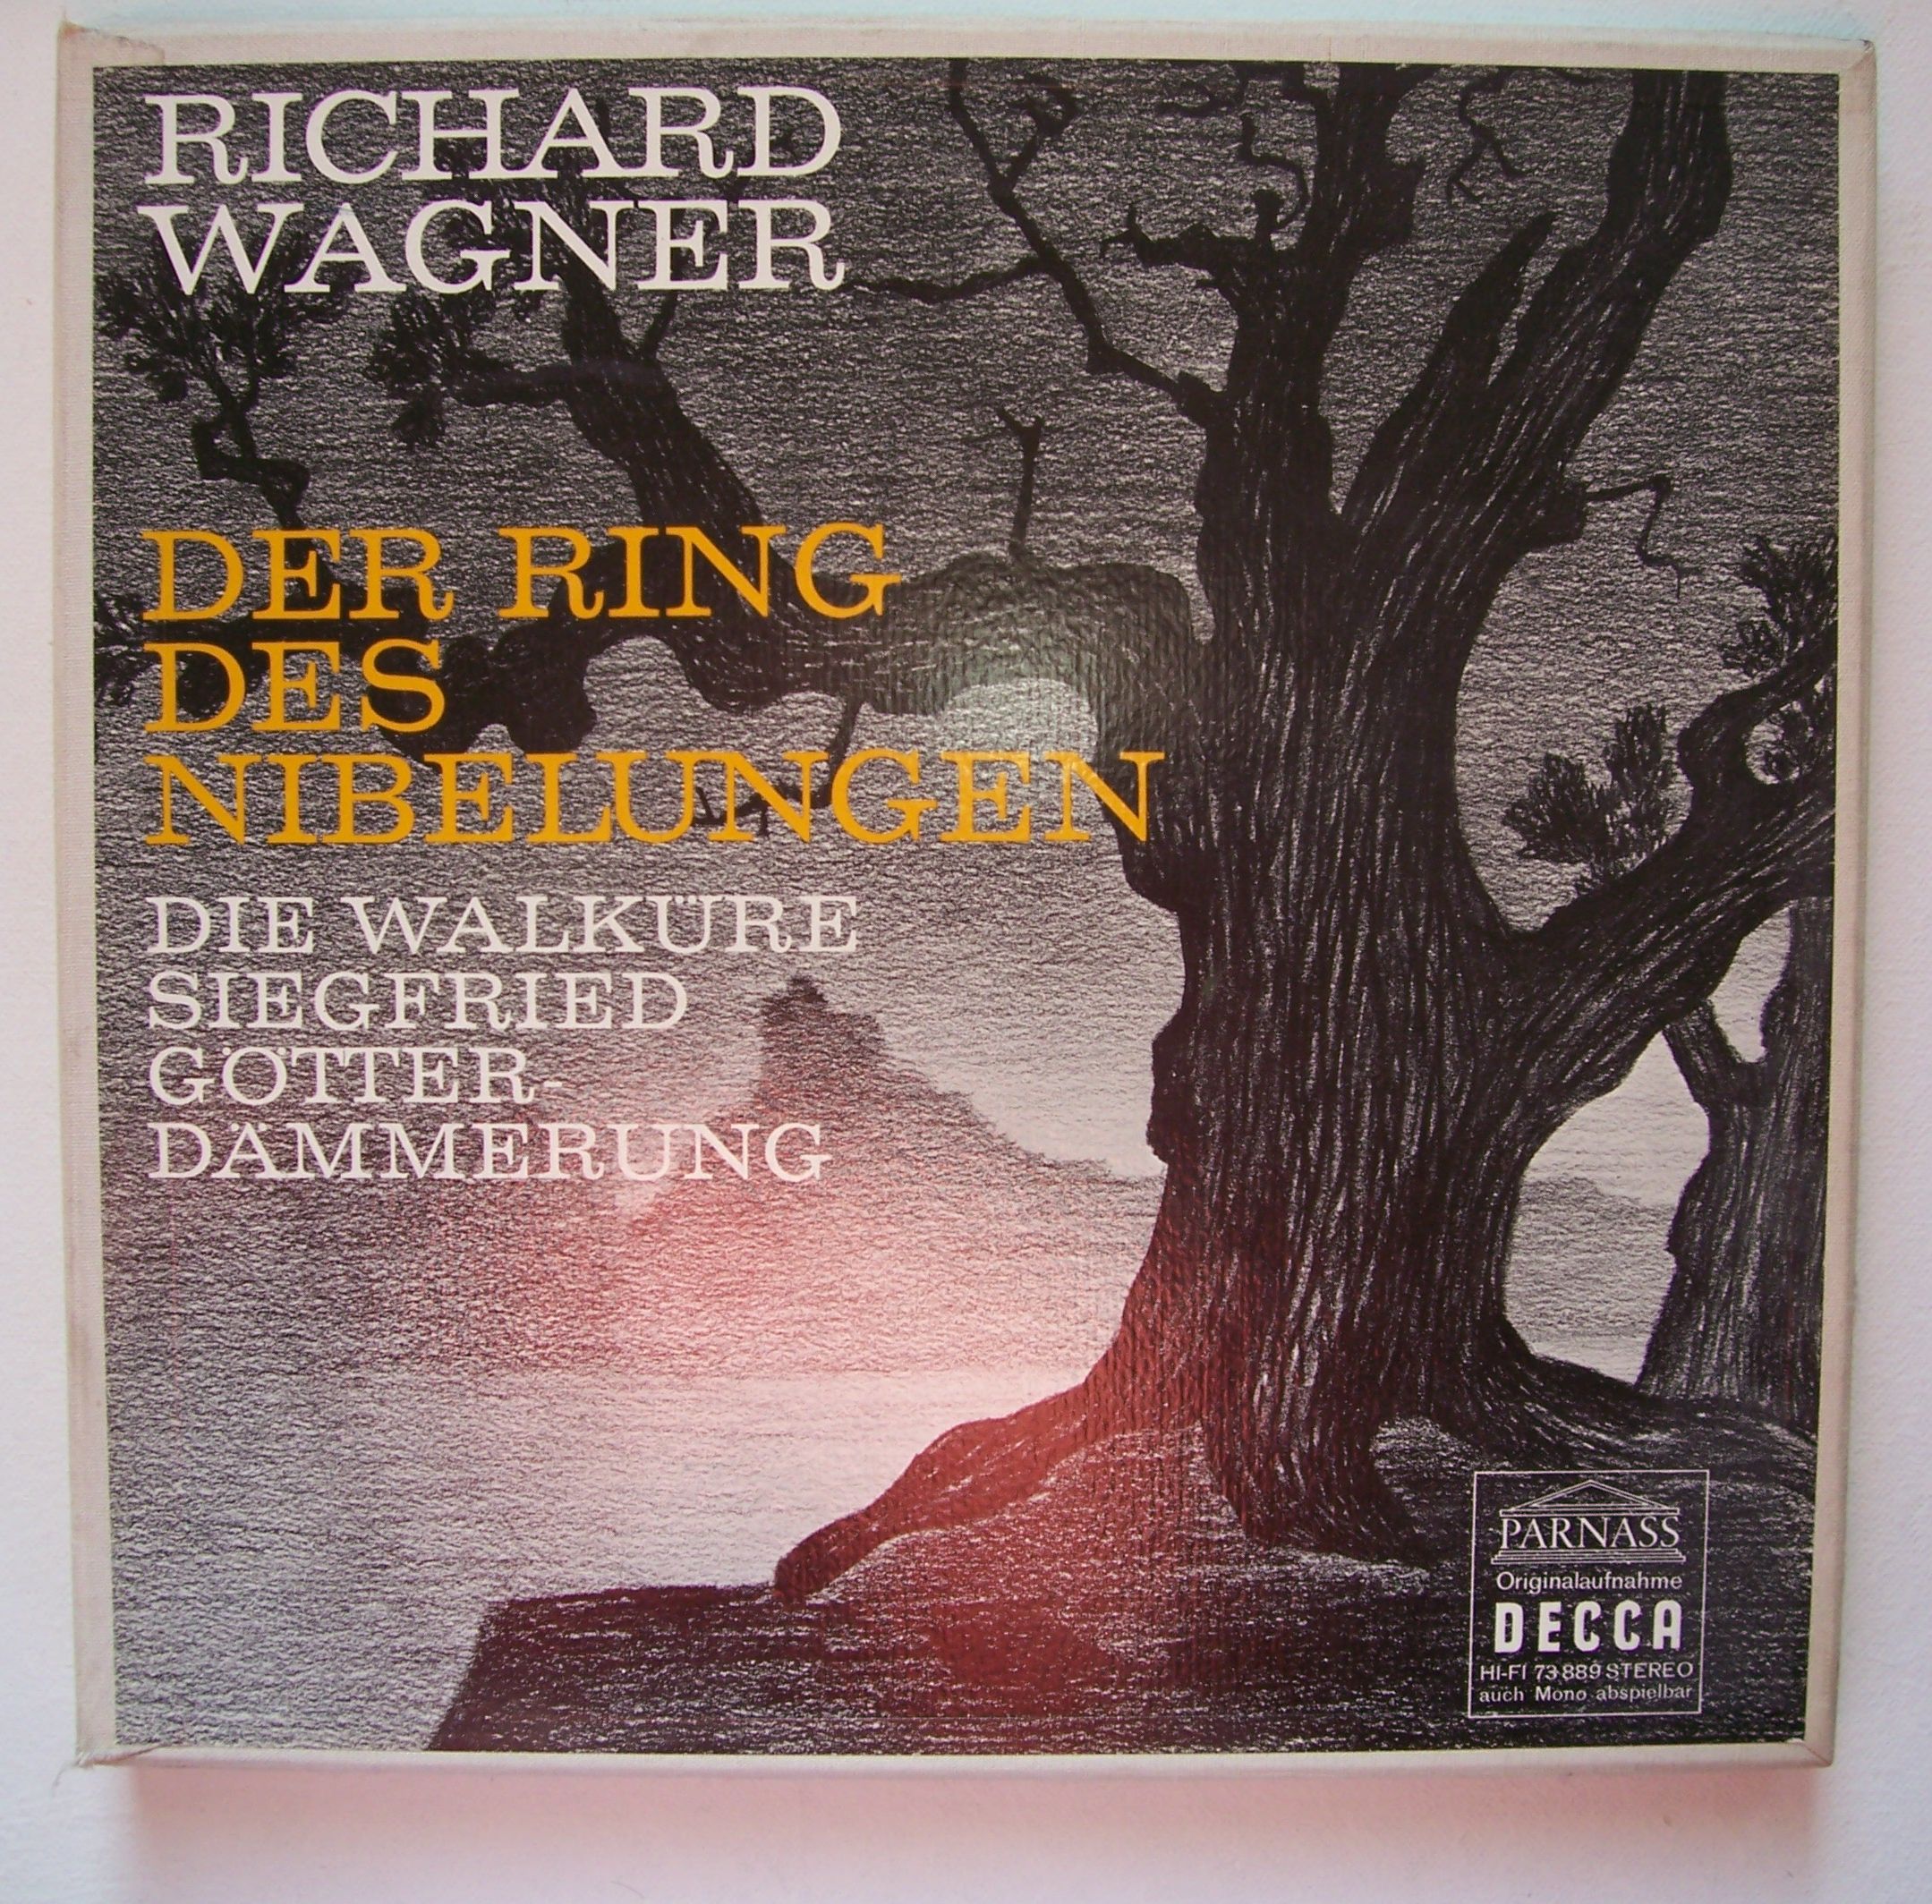 RICHARD
WAGNER
DER RING
DES
NIBELUNGEN
DIE WALKÜRE
SIEGFRIED
GÖTTER-
DÄMMERUNG
PARNASS
Originalaufnahme
DECCA
HI-FI 73 889 STEREO
auch Mono abspielbar